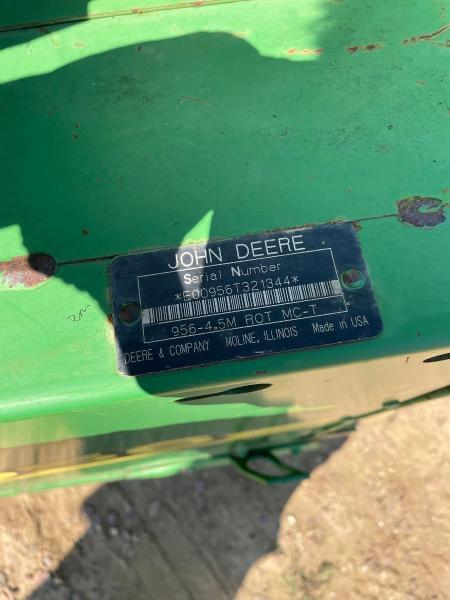 JOHN DEERE
Serial Number
*E00956T321344*
956-4.5M ROT MC-T
DEERE & COMPANY MOLINE, ILLINOIS Made in USA